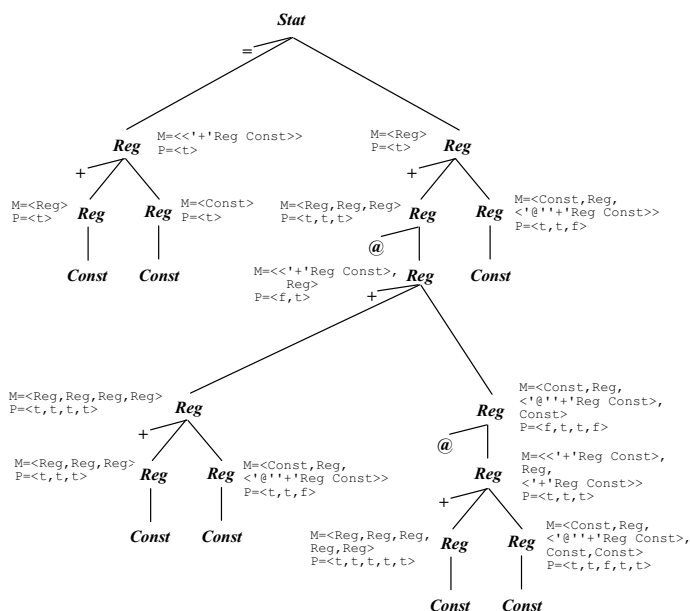 Stat
=
Reg
M=<<'+'Reg Const>>
P=<t>
M=<Reg>
P=<t>
Reg
+
+
M=<Reg>
P=<t>
Reg
Reg
M=<Const>
P=<t>
M=<Reg,Reg,Reg>
P=<t,t,t>
Reg
Reg
M=<Const,Reg,
<'@''+'Reg Const>>
P=<t,t,f>
@
Const
Const
Const
M=<<'+'Reg Const>,
Reg>
P=<f,t>
Reg
+
M=<Reg,Reg,Reg,Reg>
P=<t,t,t,t>
Reg
+
Reg
M=<Const,Reg,
<'@''+'Reg Const>,
Const>
P=<f,t,t,f>
@
M=<Reg,Reg,Reg>
P=<t,t,t>
Reg
Reg
M=<Const,Reg,
<'@''+'Reg Const>>
P=<t,t,f>
Reg
M=<<'+'Reg Const>,
Reg,
<'+'Reg Const>>
P=<t,t,t>
+
Const
Const
M=<Reg,Reg,Reg,
Reg,Reg>
P=<t,t,t,t,t>
Reg
Reg
M=<Const,Reg,
<'@''+'Reg Const>,
Const,Const>
P=<t,t,f,t,t>
Const
Const